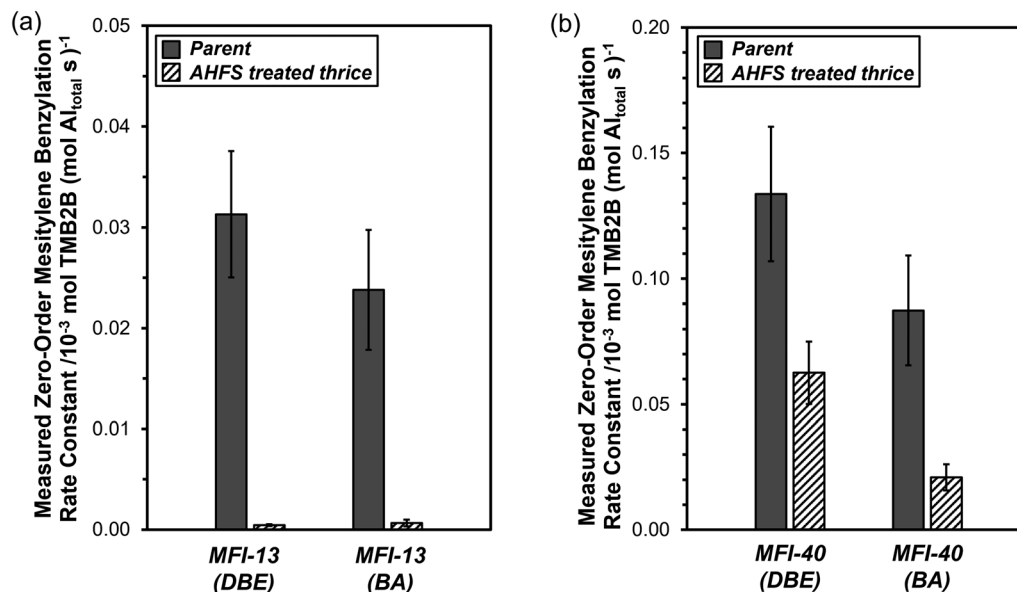 (a)
Measured Zero-Order Mesitylene Benzylation
Rate Constant /10⁻³ mol TMB2B (mol Al_total s)⁻¹
0.05
0.04
0.03
0.02
0.01
0.00
Parent
AHFS treated thrice
MFI-13
(DBE)
MFI-13
(BA)
(b)
Measured Zero-Order Mesitylene Benzylation
Rate Constant /10⁻³ mol TMB2B (mol Al_total s)⁻¹
0.20
0.15
0.10
0.05
0.00
Parent
AHFS treated thrice
MFI-40
(DBE)
MFI-40
(BA)